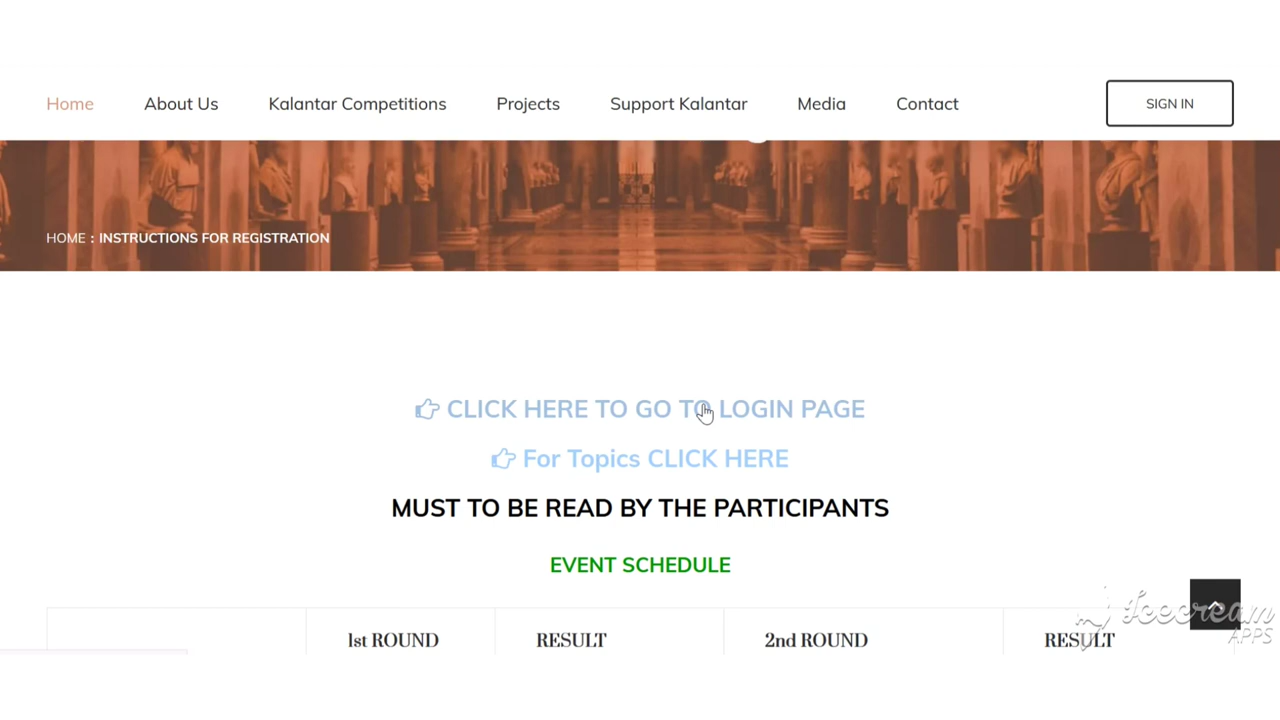 Home About Us Kalantar Competitions Projects Support Kalantar Media Contact SIGN IN
HOME : INSTRUCTIONS FOR REGISTRATION
CLICK HERE TO GO TO LOGIN PAGE
For Topics CLICK HERE
MUST TO BE READ BY THE PARTICIPANTS
EVENT SCHEDULE
1st ROUND RESULT 2nd ROUND RESULT
Icecream
APPS